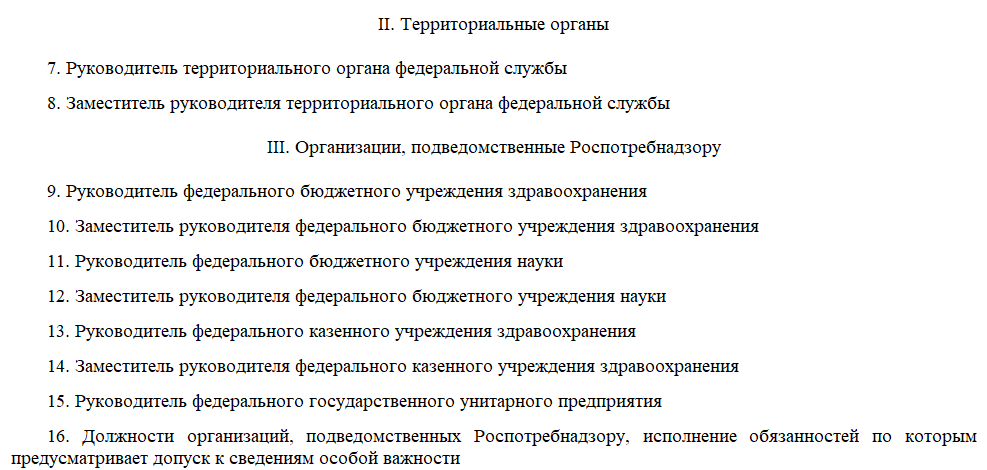 II. Территориальные органы
7. Руководитель территориального органа федеральной службы
8. Заместитель руководителя территориального органа федеральной службы
III. Организации, подведомственные Роспотребнадзору
9. Руководитель федерального бюджетного учреждения здравоохранения
10. Заместитель руководителя федерального бюджетного учреждения здравоохранения
11. Руководитель федерального бюджетного учреждения науки
12. Заместитель руководителя федерального бюджетного учреждения науки
13. Руководитель федерального казенного учреждения здравоохранения
14. Заместитель руководителя федерального казенного учреждения здравоохранения
15. Руководитель федерального государственного унитарного предприятия
16. Должности организаций, подведомственных Роспотребнадзору, исполнение обязанностей по которым
предусматривает допуск к сведениям особой важности